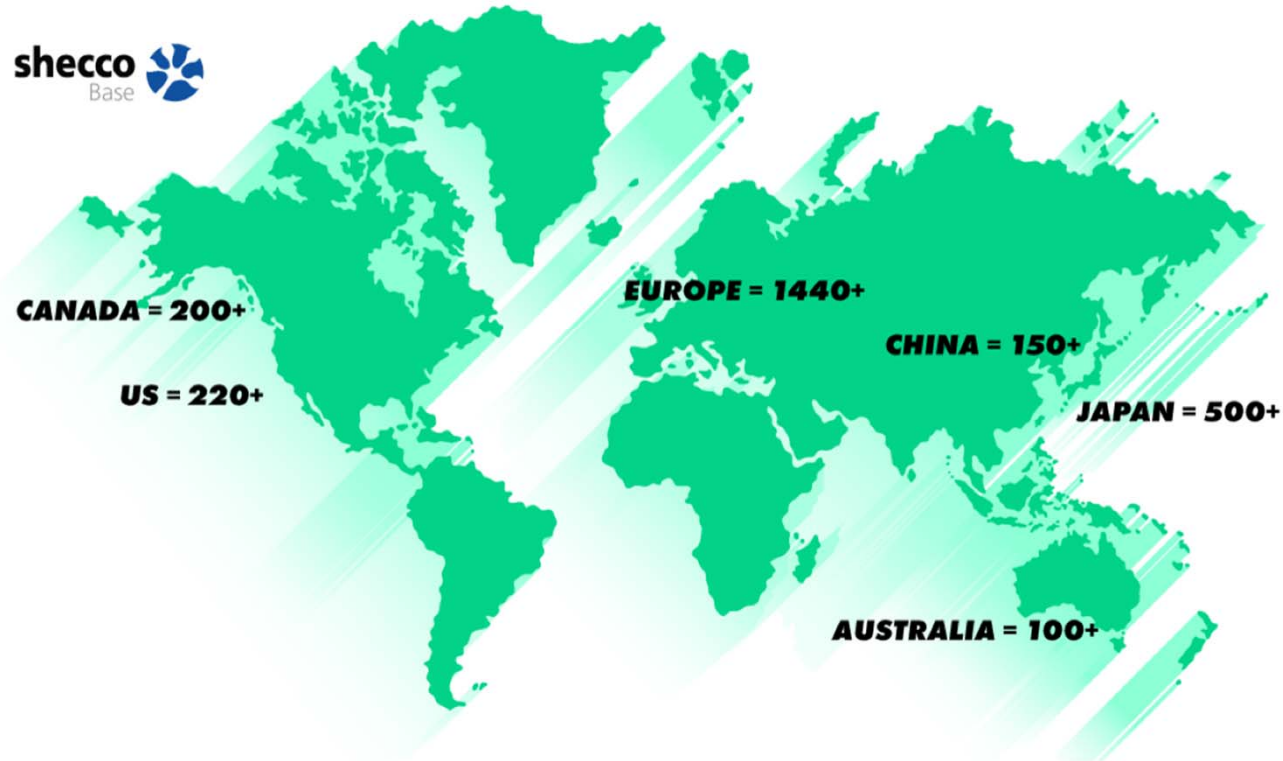 shecco
Base
EUROPE = 1440+
CANADA = 200+
CHINA = 150+
US = 220+
JAPAN = 500+
AUSTRALIA = 100+